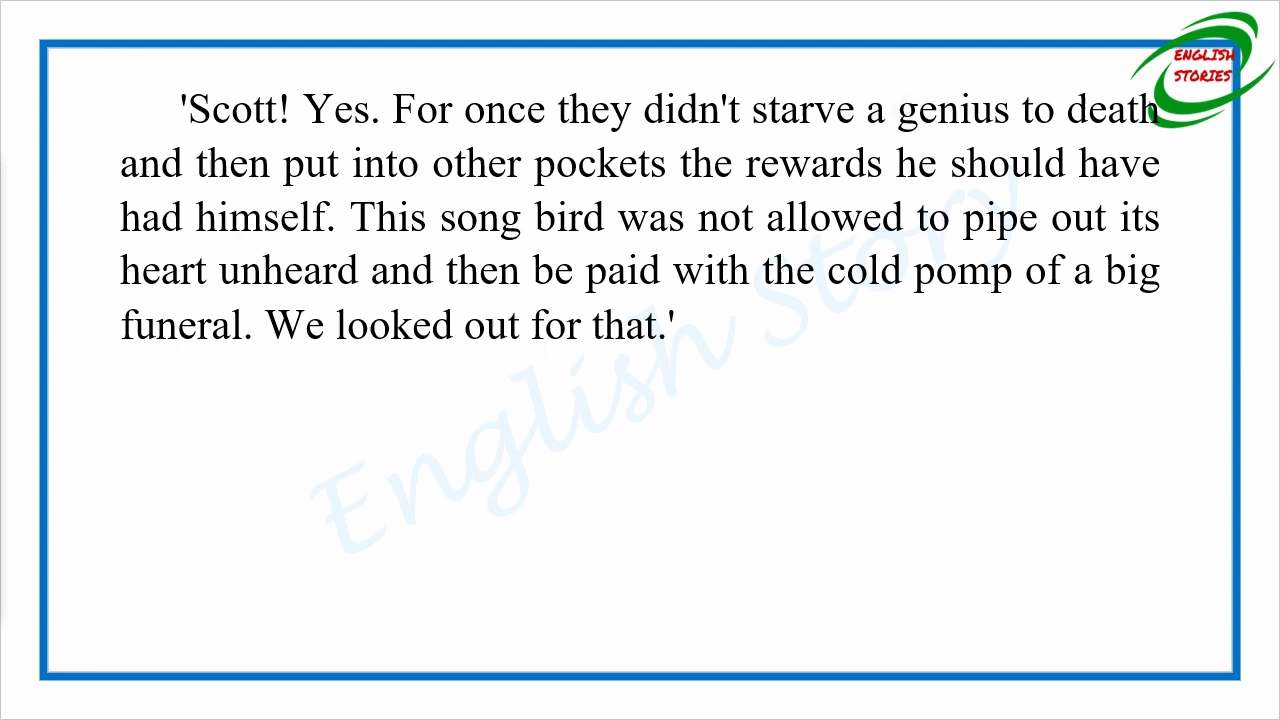 ENGLISH
STORIES
'Scott! Yes. For once they didn't starve a genius to death
and then put into other pockets the rewards he should have
had himself. This song bird was not allowed to pipe out its
heart unheard and then be paid with the cold pomp of a big
funeral. We looked out for that.'
English Story